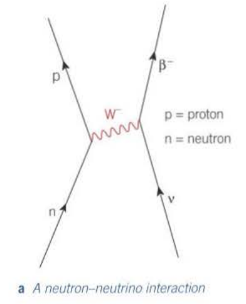 p
β⁻
W⁻
p = proton
n = neutron
n
ν
a A neutron–neutrino interaction